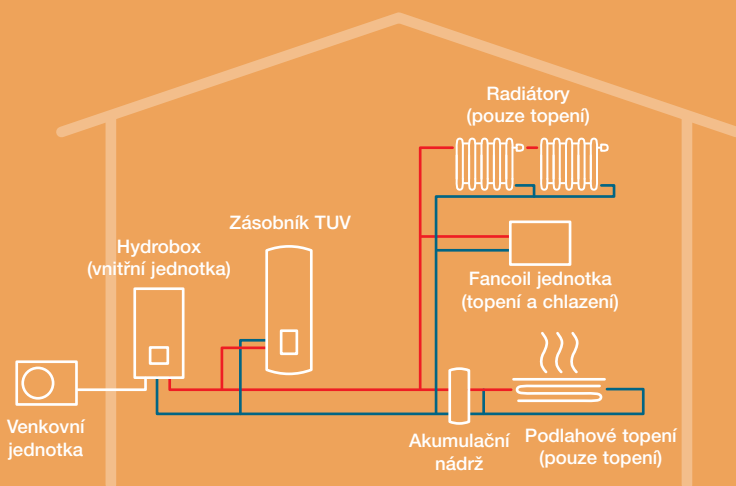 Radiátory
(pouze topení)
Zásobník TUV
Hydrobox
(vnitřní jednotka)
Fancoil jednotka
(topení a chlazení)
Venkovní
jednotka
Akumulační
nádrž
Podlahové topení
(pouze topení)